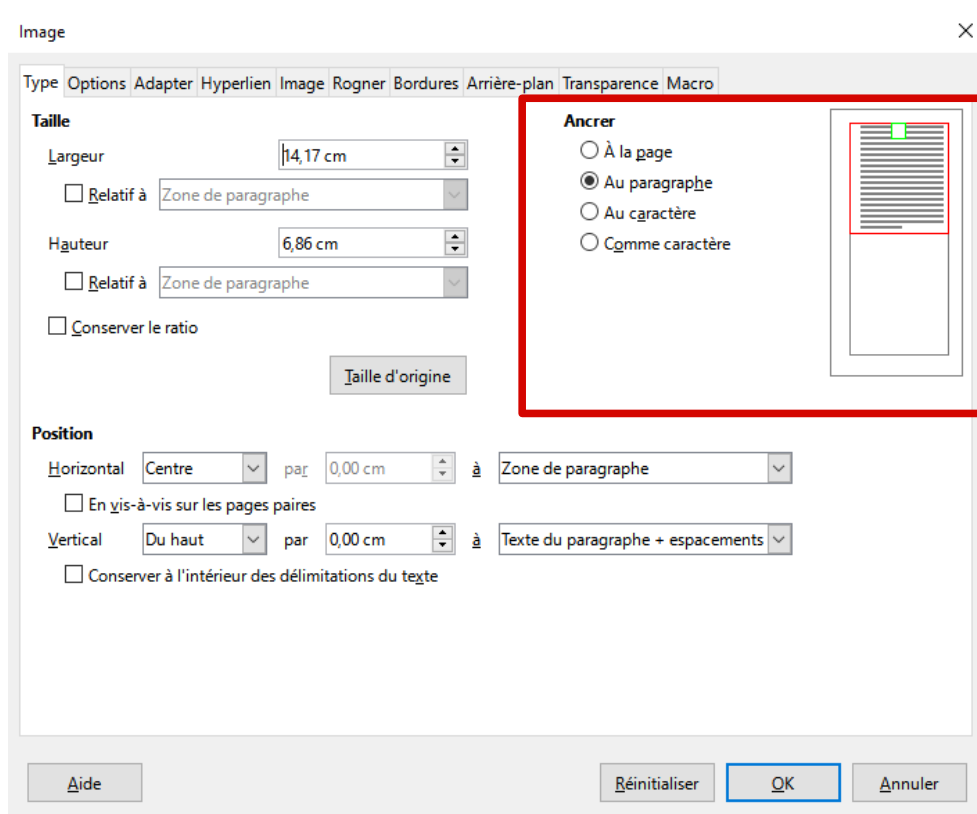 Image
Type Options Adapter Hyperlien Image Rogner Bordures Arrière-plan Transparence Macro
Taille
Largeur 14,17 cm
Relatif à Zone de paragraphe
Hauteur 6,86 cm
Relatif à Zone de paragraphe
Conserver le ratio
Taille d'origine
Ancrer
À la page
Au paragraphe
Au caractère
Comme caractère
Position
Horizontal Centre par 0,00 cm à Zone de paragraphe
En vis-à-vis sur les pages paires
Vertical Du haut par 0,00 cm à Texte du paragraphe + espacements
Conserver à l'intérieur des délimitations du texte
Aide Réinitialiser OK Annuler